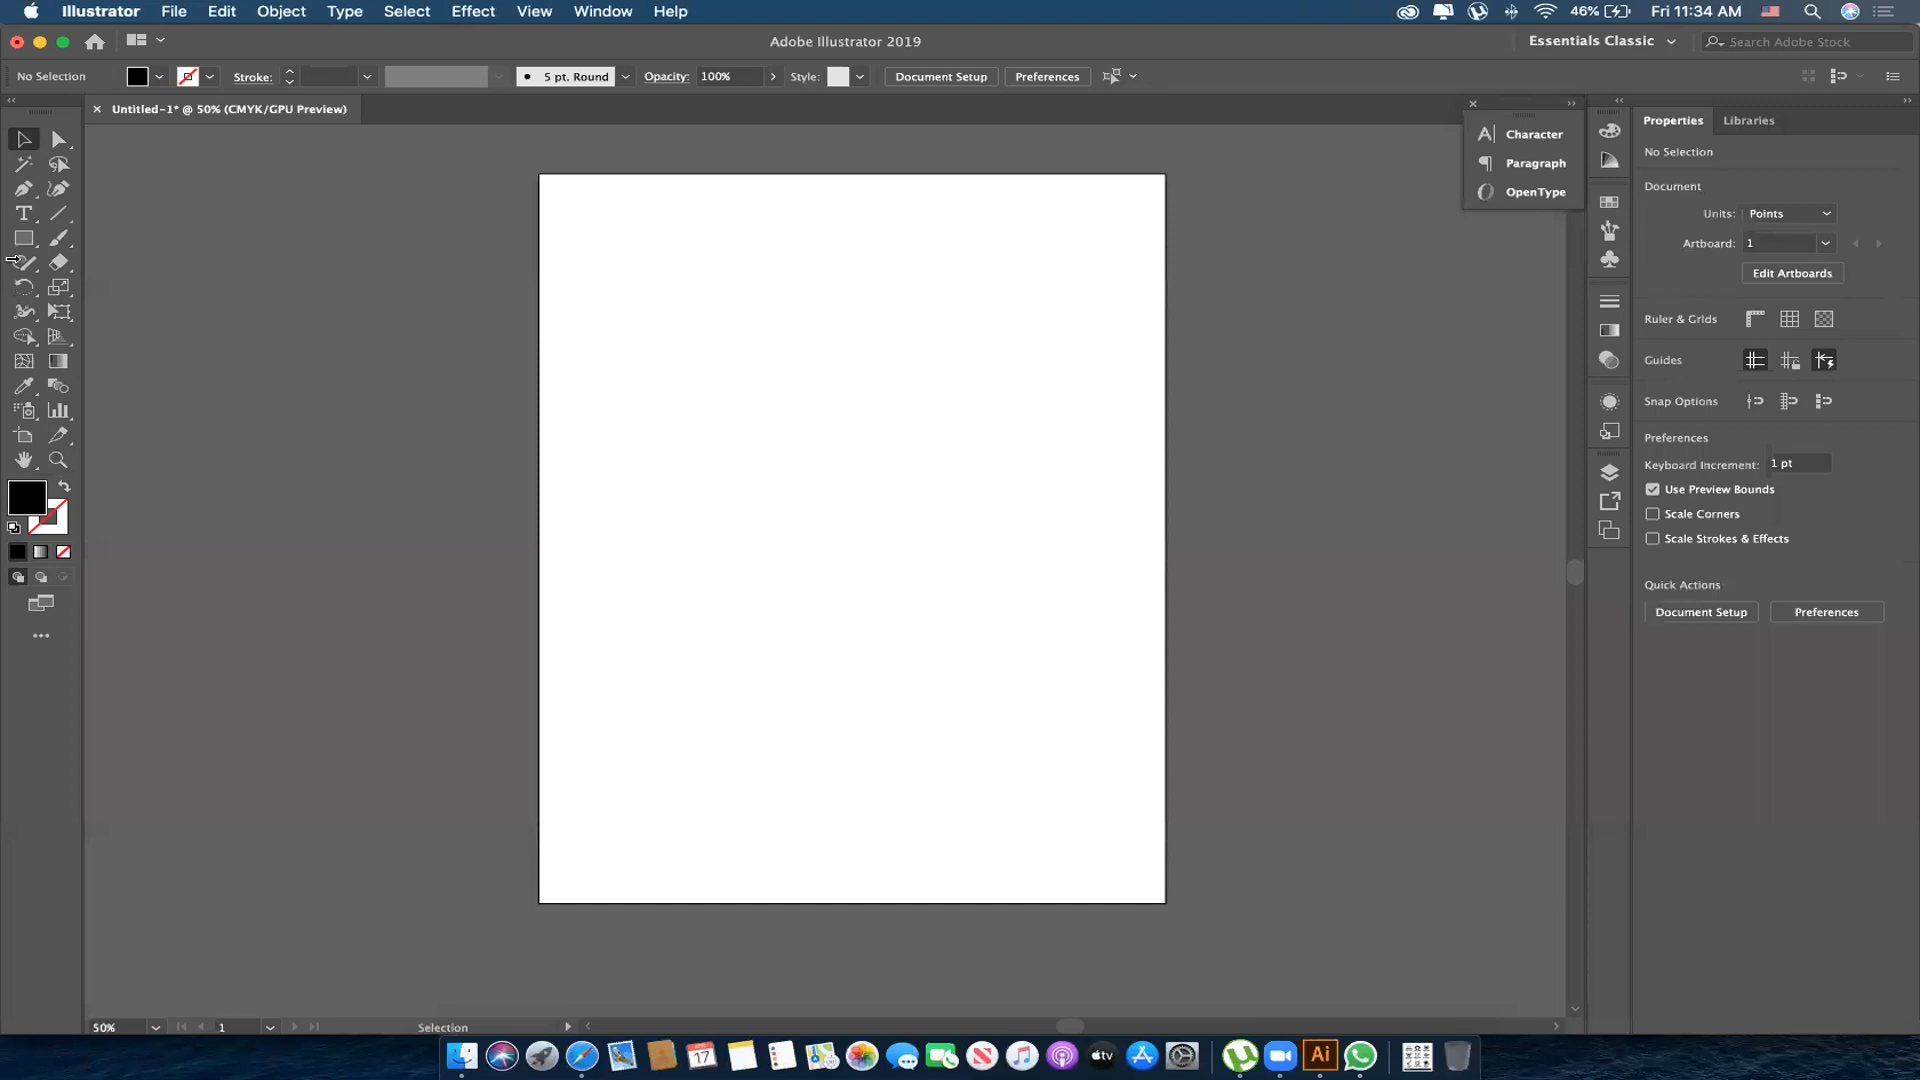 Illustrator File Edit Object Type Select Effect View Window Help 46% Fri 11:34 AM
Adobe Illustrator 2019 Essentials Classic Search Adobe Stock
No Selection Stroke: 5 pt. Round Opacity: 100% Style: Document Setup Preferences
Untitled-1* @ 50% (CMYK/GPU Preview)
Character
Paragraph
OpenType
Properties Libraries
No Selection
Document
Units: Points
Artboard: 1
Edit Artboards
Ruler & Grids
Guides
Snap Options
Preferences
Keyboard Increment: 1 pt
Use Preview Bounds
Scale Corners
Scale Strokes & Effects
Quick Actions
Document Setup Preferences
50% 1 Selection
17
tv
Ai